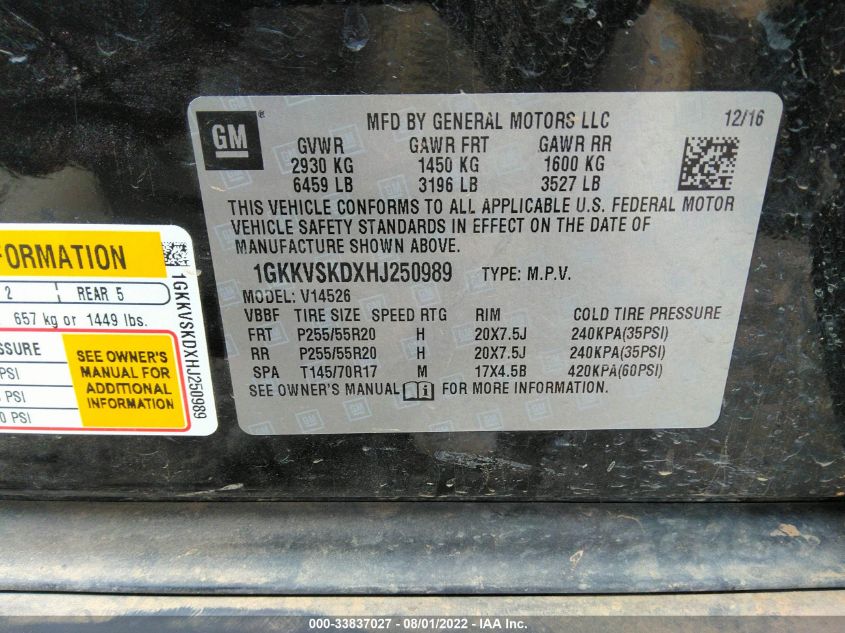 GM
MFD BY GENERAL MOTORS LLC
12/16
GVWR GAWR FRT GAWR RR
2930 KG 1450 KG 1600 KG
6459 LB 3196 LB 3527 LB
THIS VEHICLE CONFORMS TO ALL APPLICABLE U.S. FEDERAL MOTOR
VEHICLE SAFETY STANDARDS IN EFFECT ON THE DATE OF
MANUFACTURE SHOWN ABOVE.
1GKKVSKDXHJ250989 TYPE: M.P.V.
MODEL: V14526
VBBF TIRE SIZE SPEED RTG RIM COLD TIRE PRESSURE
FRT P255/55R20 H 20X7.5J 240KPA(35PSI)
RR P255/55R20 H 20X7.5J 240KPA(35PSI)
SPA T145/70R17 M 17X4.5B 420KPA(60PSI)
SEE OWNER'S MANUAL FOR MORE INFORMATION.
FORMATION
2 REAR 5
657 kg or 1449 lbs.
SSURE
PSI
PSI
0 PSI
SEE OWNER'S
MANUAL FOR
ADDITIONAL
INFORMATION
1GKKVSKDXHJ250989
000-33837027 - 08/01/2022 - IAA Inc.